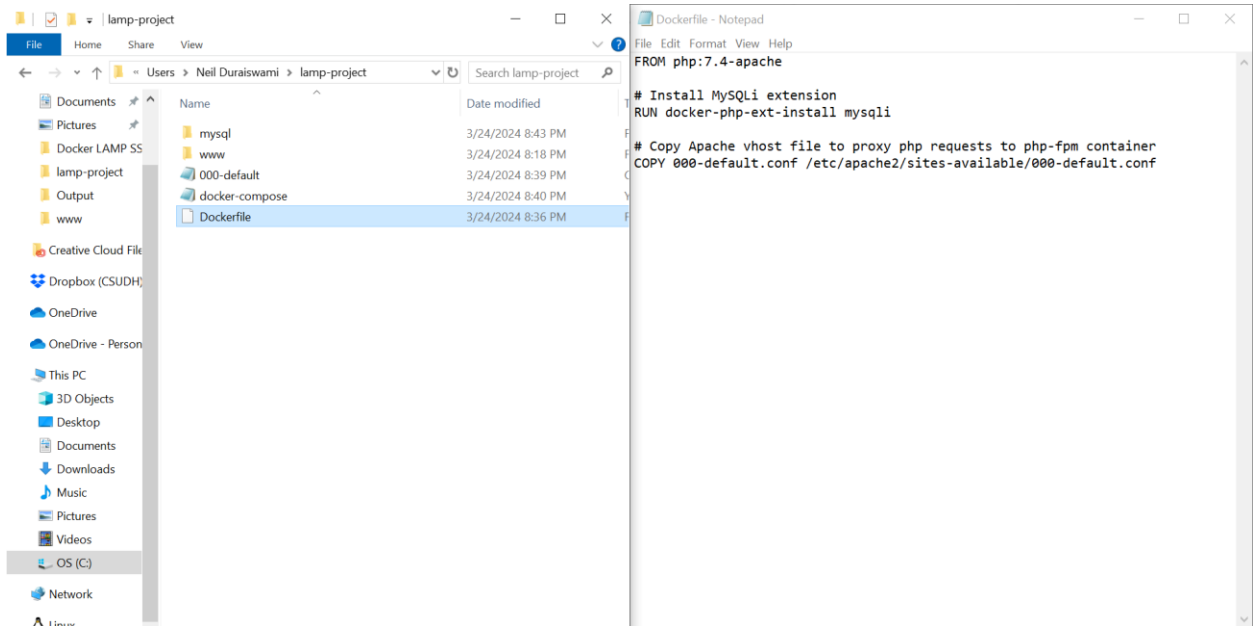 lamp-project
File Home Share View
Users > Neil Duraiswami > lamp-project
Search lamp-project
Documents
Pictures
Docker LAMP SS
lamp-project
Output
www
Creative Cloud File
Dropbox (CSUDH)
OneDrive
OneDrive - Person
This PC
3D Objects
Desktop
Documents
Downloads
Music
Pictures
Videos
OS (C:)
Network
Linux
Name Date modified
mysql 3/24/2024 8:43 PM
www 3/24/2024 8:18 PM
000-default 3/24/2024 8:39 PM
docker-compose 3/24/2024 8:40 PM
Dockerfile 3/24/2024 8:36 PM
Dockerfile - Notepad
File Edit Format View Help
FROM php:7.4-apache
# Install MySQLi extension
RUN docker-php-ext-install mysqli
# Copy Apache vhost file to proxy php requests to php-fpm container
COPY 000-default.conf /etc/apache2/sites-available/000-default.conf